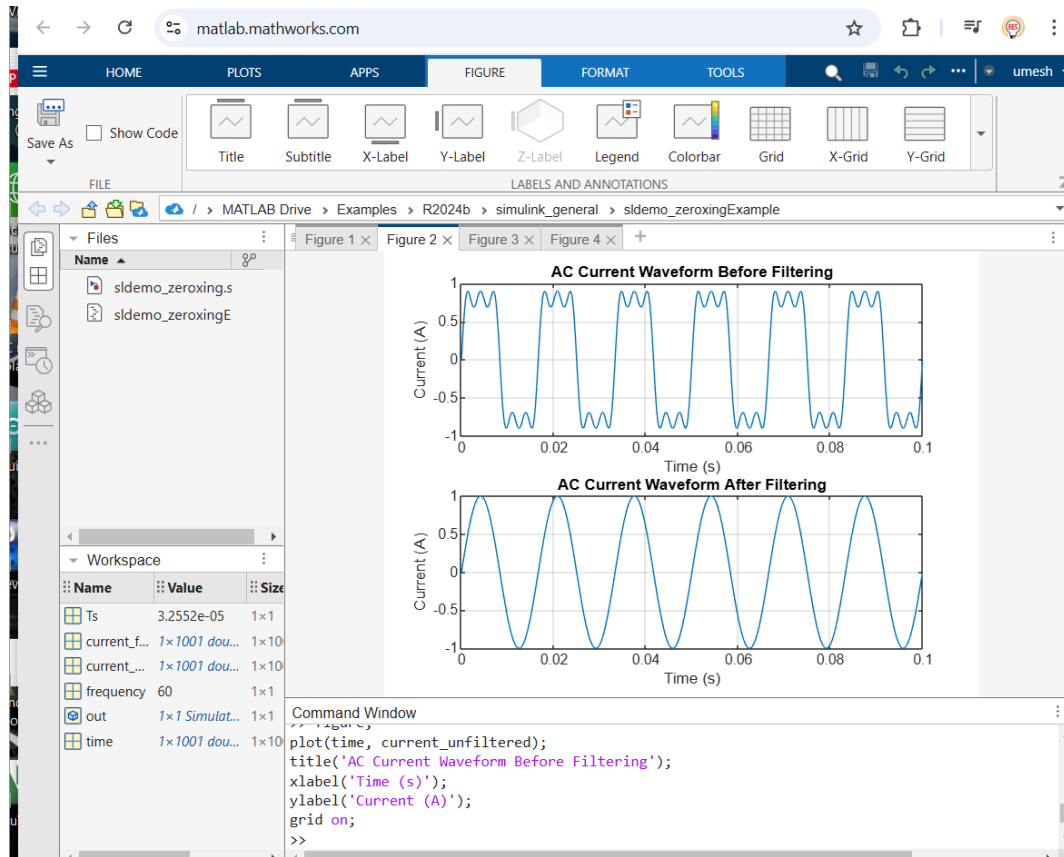 matlab.mathworks.com
HOME PLOTS APPS FIGURE FORMAT TOOLS umesh
Save As Show Code Title Subtitle X-Label Y-Label Z-Label Legend Colorbar Grid X-Grid Y-Grid
FILE LABELS AND ANNOTATIONS
/ › MATLAB Drive › Examples › R2024b › simulink_general › sldemo_zeroxingExample
Files
Name
sldemo_zeroxing.s
sldemo_zeroxingE
Figure 1 × Figure 2 × Figure 3 × Figure 4 × +
AC Current Waveform Before Filtering
Current (A)
1
0.5
0
-0.5
-1
0 0.02 0.04 0.06 0.08 0.1
Time (s)
AC Current Waveform After Filtering
Current (A)
1
0.5
0
-0.5
-1
0 0.02 0.04 0.06 0.08 0.1
Time (s)
Workspace
Name Value Size
Ts 3.2552e-05 1×1
current_f... 1×1001 dou... 1×10
current_... 1×1001 dou... 1×10
frequency 60 1×1
out 1×1 Simulat... 1×1
time 1×1001 dou... 1×10
Command Window
>> figure;
plot(time, current_unfiltered);
title('AC Current Waveform Before Filtering');
xlabel('Time (s)');
ylabel('Current (A)');
grid on;
>>